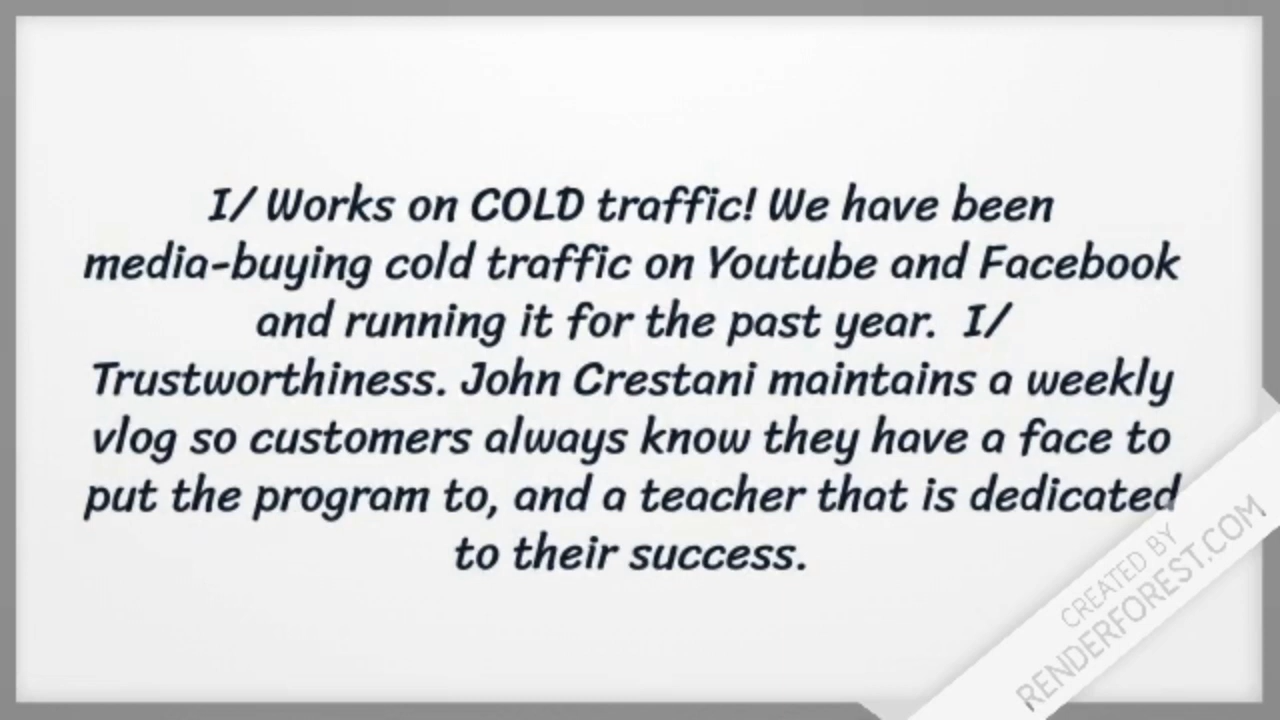 I/ Works on COLD traffic! We have been
media-buying cold traffic on Youtube and Facebook
and running it for the past year.  I/
Trustworthiness. John Crestani maintains a weekly
vlog so customers always know they have a face to
put the program to, and a teacher that is dedicated
to their success.
CREATED BY
RENDERFOREST.COM